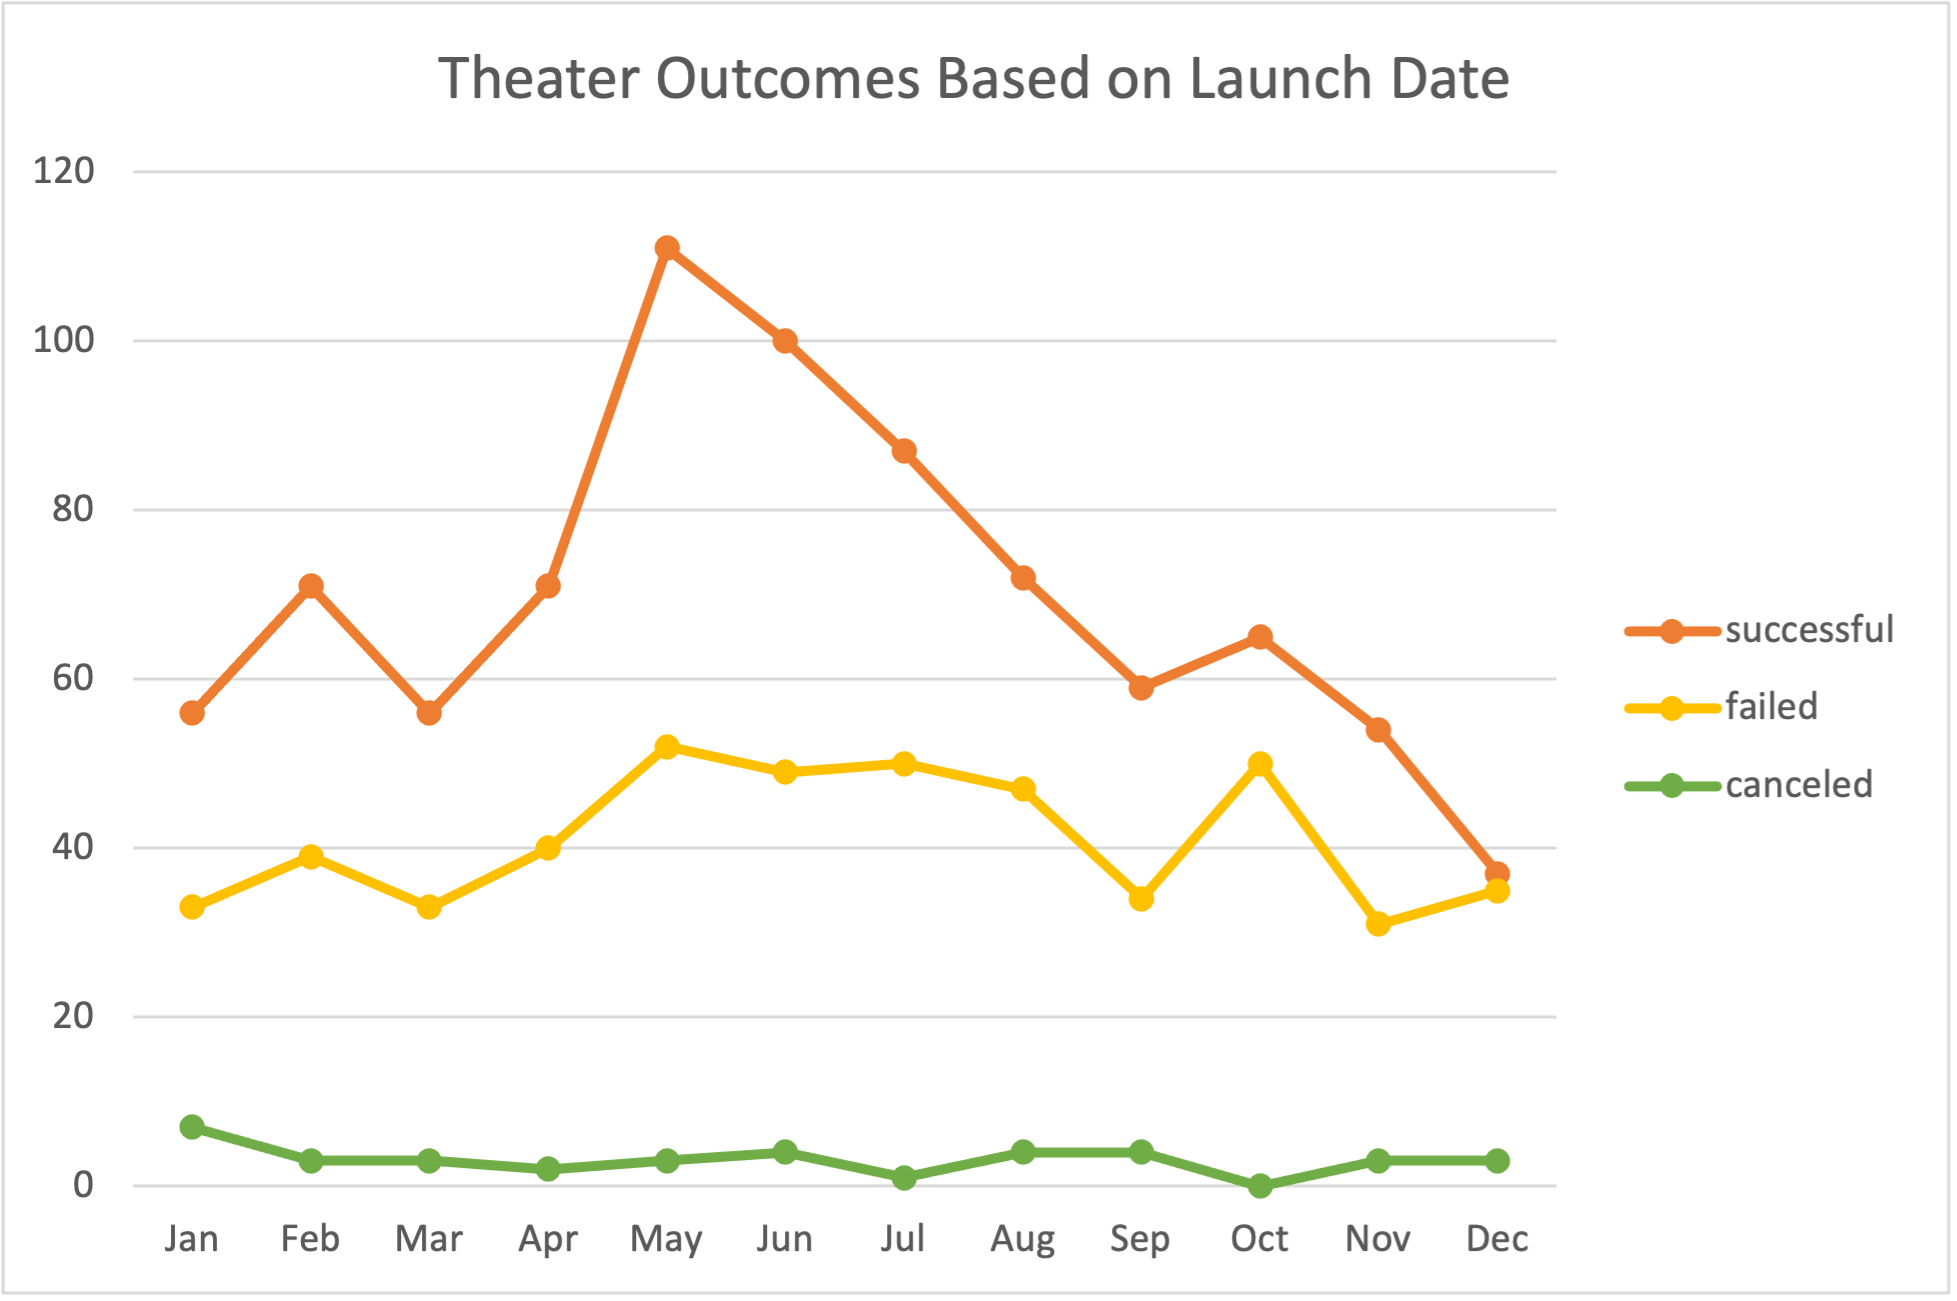 Theater Outcomes Based on Launch Date
120
100
80
60
40
20
0
Jan Feb Mar Apr May Jun Jul Aug Sep Oct Nov Dec
successful
failed
canceled